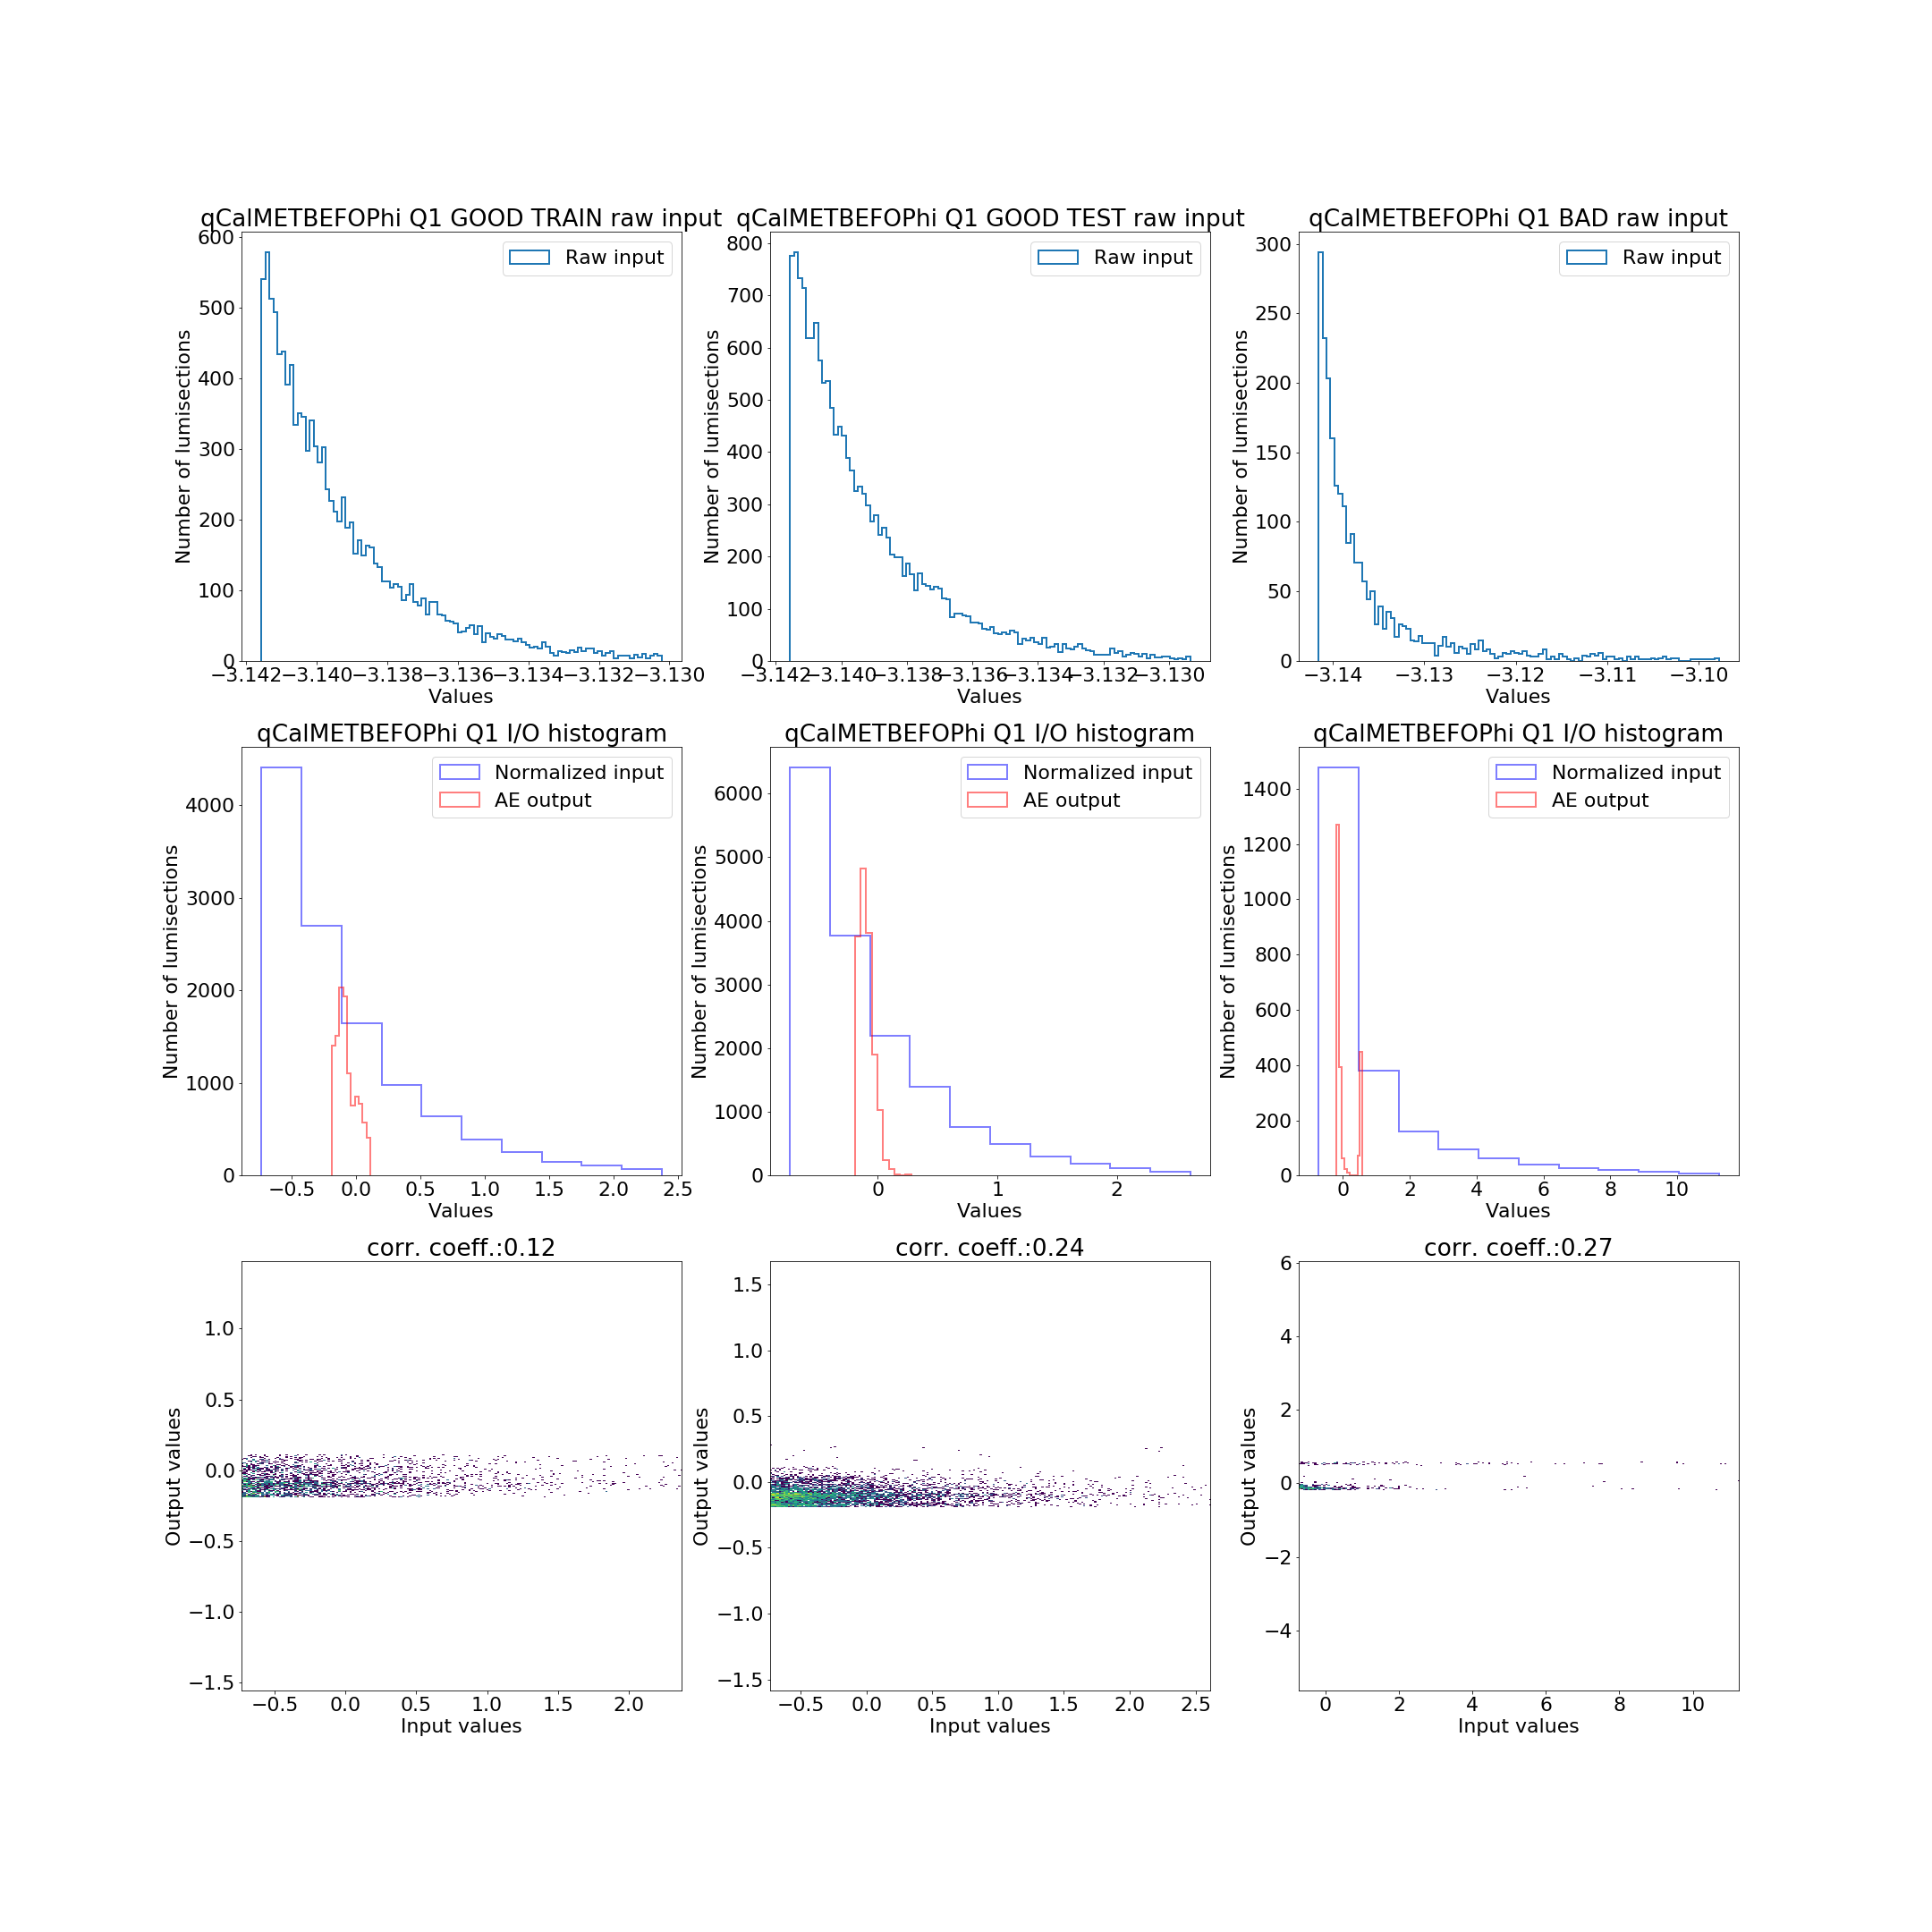 qCalMETBEFOPhi Q1 GOOD TRAIN raw input
qCalMETBEFOPhi Q1 GOOD TEST raw input
qCalMETBEFOPhi Q1 BAD raw input
Number of lumisections
600
500
400
300
200
100
0
Raw input
−3.142 −3.140 −3.138 −3.136 −3.134 −3.132 −3.130
Values
Number of lumisections
800
700
600
500
400
300
200
100
0
Raw input
−3.142 −3.140 −3.138 −3.136 −3.134 −3.132 −3.130
Values
Number of lumisections
300
250
200
150
100
50
0
Raw input
−3.14 −3.13 −3.12 −3.11 −3.10
Values
qCalMETBEFOPhi Q1 I/O histogram
Number of lumisections
4000
3000
2000
1000
0
Normalized input
AE output
−0.5 0.0 0.5 1.0 1.5 2.0 2.5
Values
qCalMETBEFOPhi Q1 I/O histogram
Number of lumisections
6000
5000
4000
3000
2000
1000
0
Normalized input
AE output
0 1 2
Values
qCalMETBEFOPhi Q1 I/O histogram
Number of lumisections
1400
1200
1000
800
600
400
200
0
Normalized input
AE output
0 2 4 6 8 10
Values
corr. coeff.:0.12
Output values
1.0
0.5
0.0
−0.5
−1.0
−1.5
−0.5 0.0 0.5 1.0 1.5 2.0
Input values
corr. coeff.:0.24
Output values
1.5
1.0
0.5
0.0
−0.5
−1.0
−1.5
−0.5 0.0 0.5 1.0 1.5 2.0 2.5
Input values
corr. coeff.:0.27
Output values
6
4
2
0
−2
−4
0 2 4 6 8 10
Input values